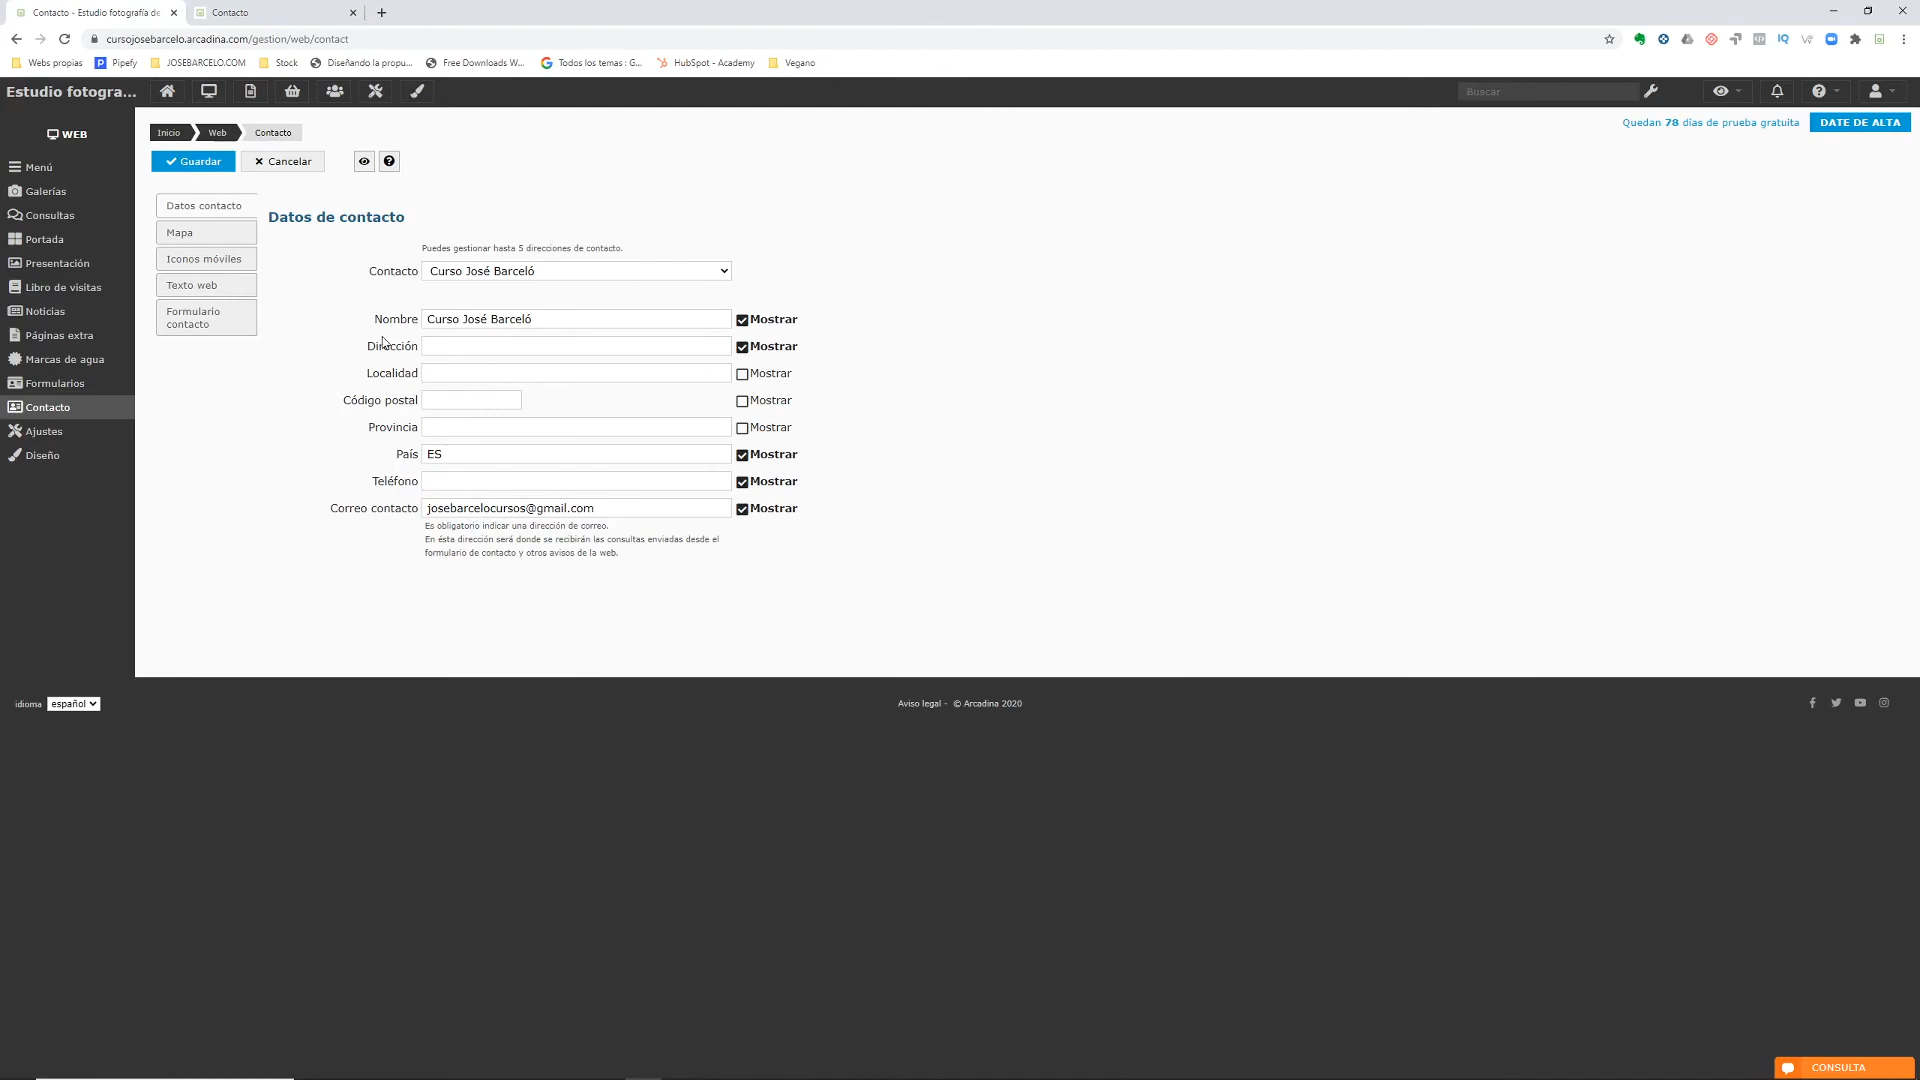 Contacto - Estudio fotografía de
Contacto
cursojosebarcelo.arcadina.com/gestion/web/contact
Webs propias
Pipefy
JOSEBARCELO.COM
Stock
Diseñando la propu...
Free Downloads W...
Todos los temas : G...
HubSpot - Academy
Vegano
Estudio fotogra...
Buscar
WEB
Inicio
Web
Contacto
Quedan 78 días de prueba gratuita
DATE DE ALTA
Guardar
Cancelar
Menú
Galerías
Consultas
Portada
Presentación
Libro de visitas
Noticias
Páginas extra
Marcas de agua
Formularios
Contacto
Ajustes
Diseño
Datos contacto
Mapa
Iconos móviles
Texto web
Formulario
contacto
Datos de contacto
Puedes gestionar hasta 5 direcciones de contacto.
Contacto Curso José Barceló
Nombre Curso José Barceló Mostrar
Dirección Mostrar
Localidad Mostrar
Código postal Mostrar
Provincia Mostrar
País ES Mostrar
Teléfono Mostrar
Correo contacto josebarcelocursos@gmail.com Mostrar
Es obligatorio indicar una dirección de correo.
En ésta dirección será donde se recibirán las consultas enviadas desde el
formulario de contacto y otros avisos de la web.
idioma español
Aviso legal - © Arcadina 2020
CONSULTA